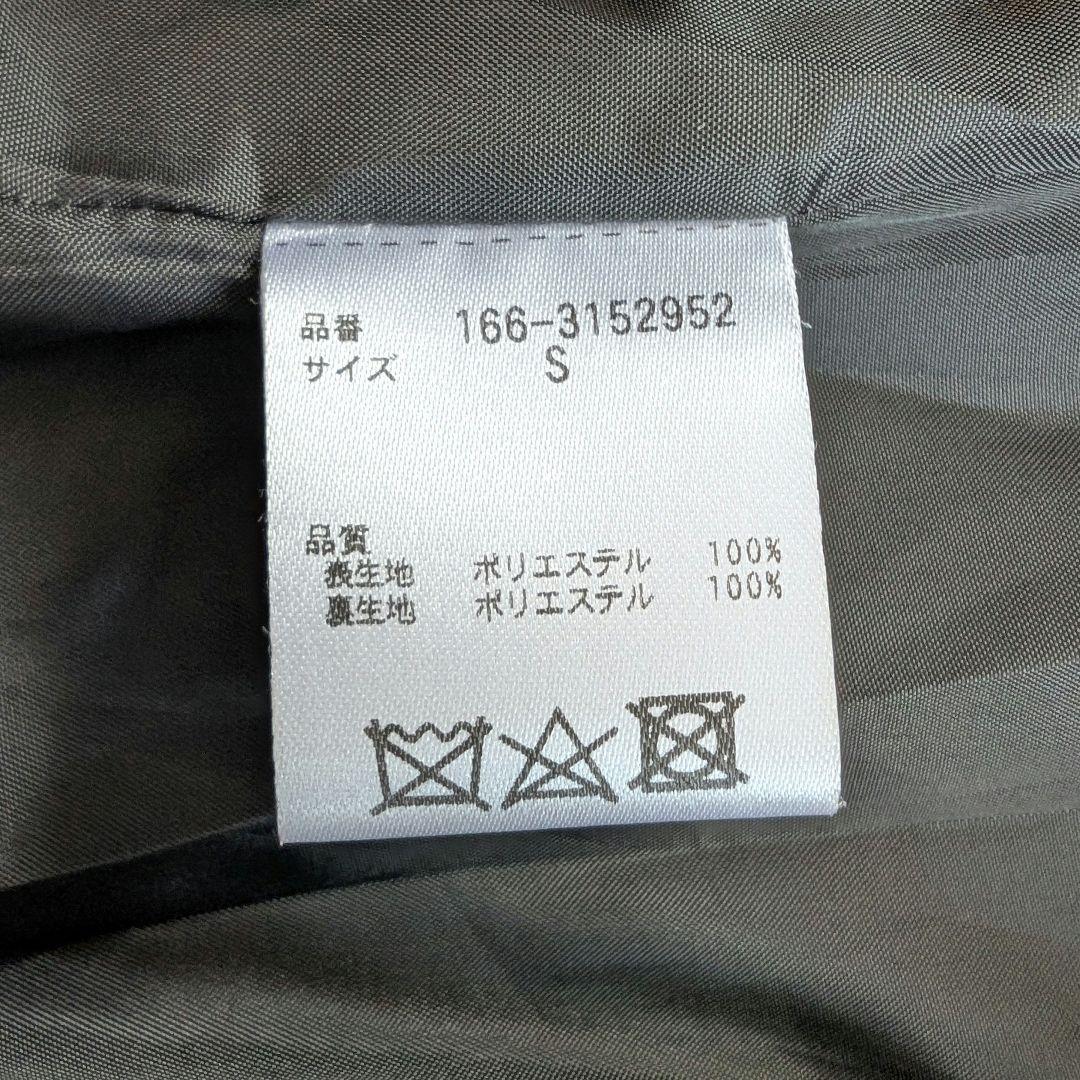 品番 166-3152952
サイズ S
品質
表生地 ポリエステル 100%
裏生地 ポリエステル 100%